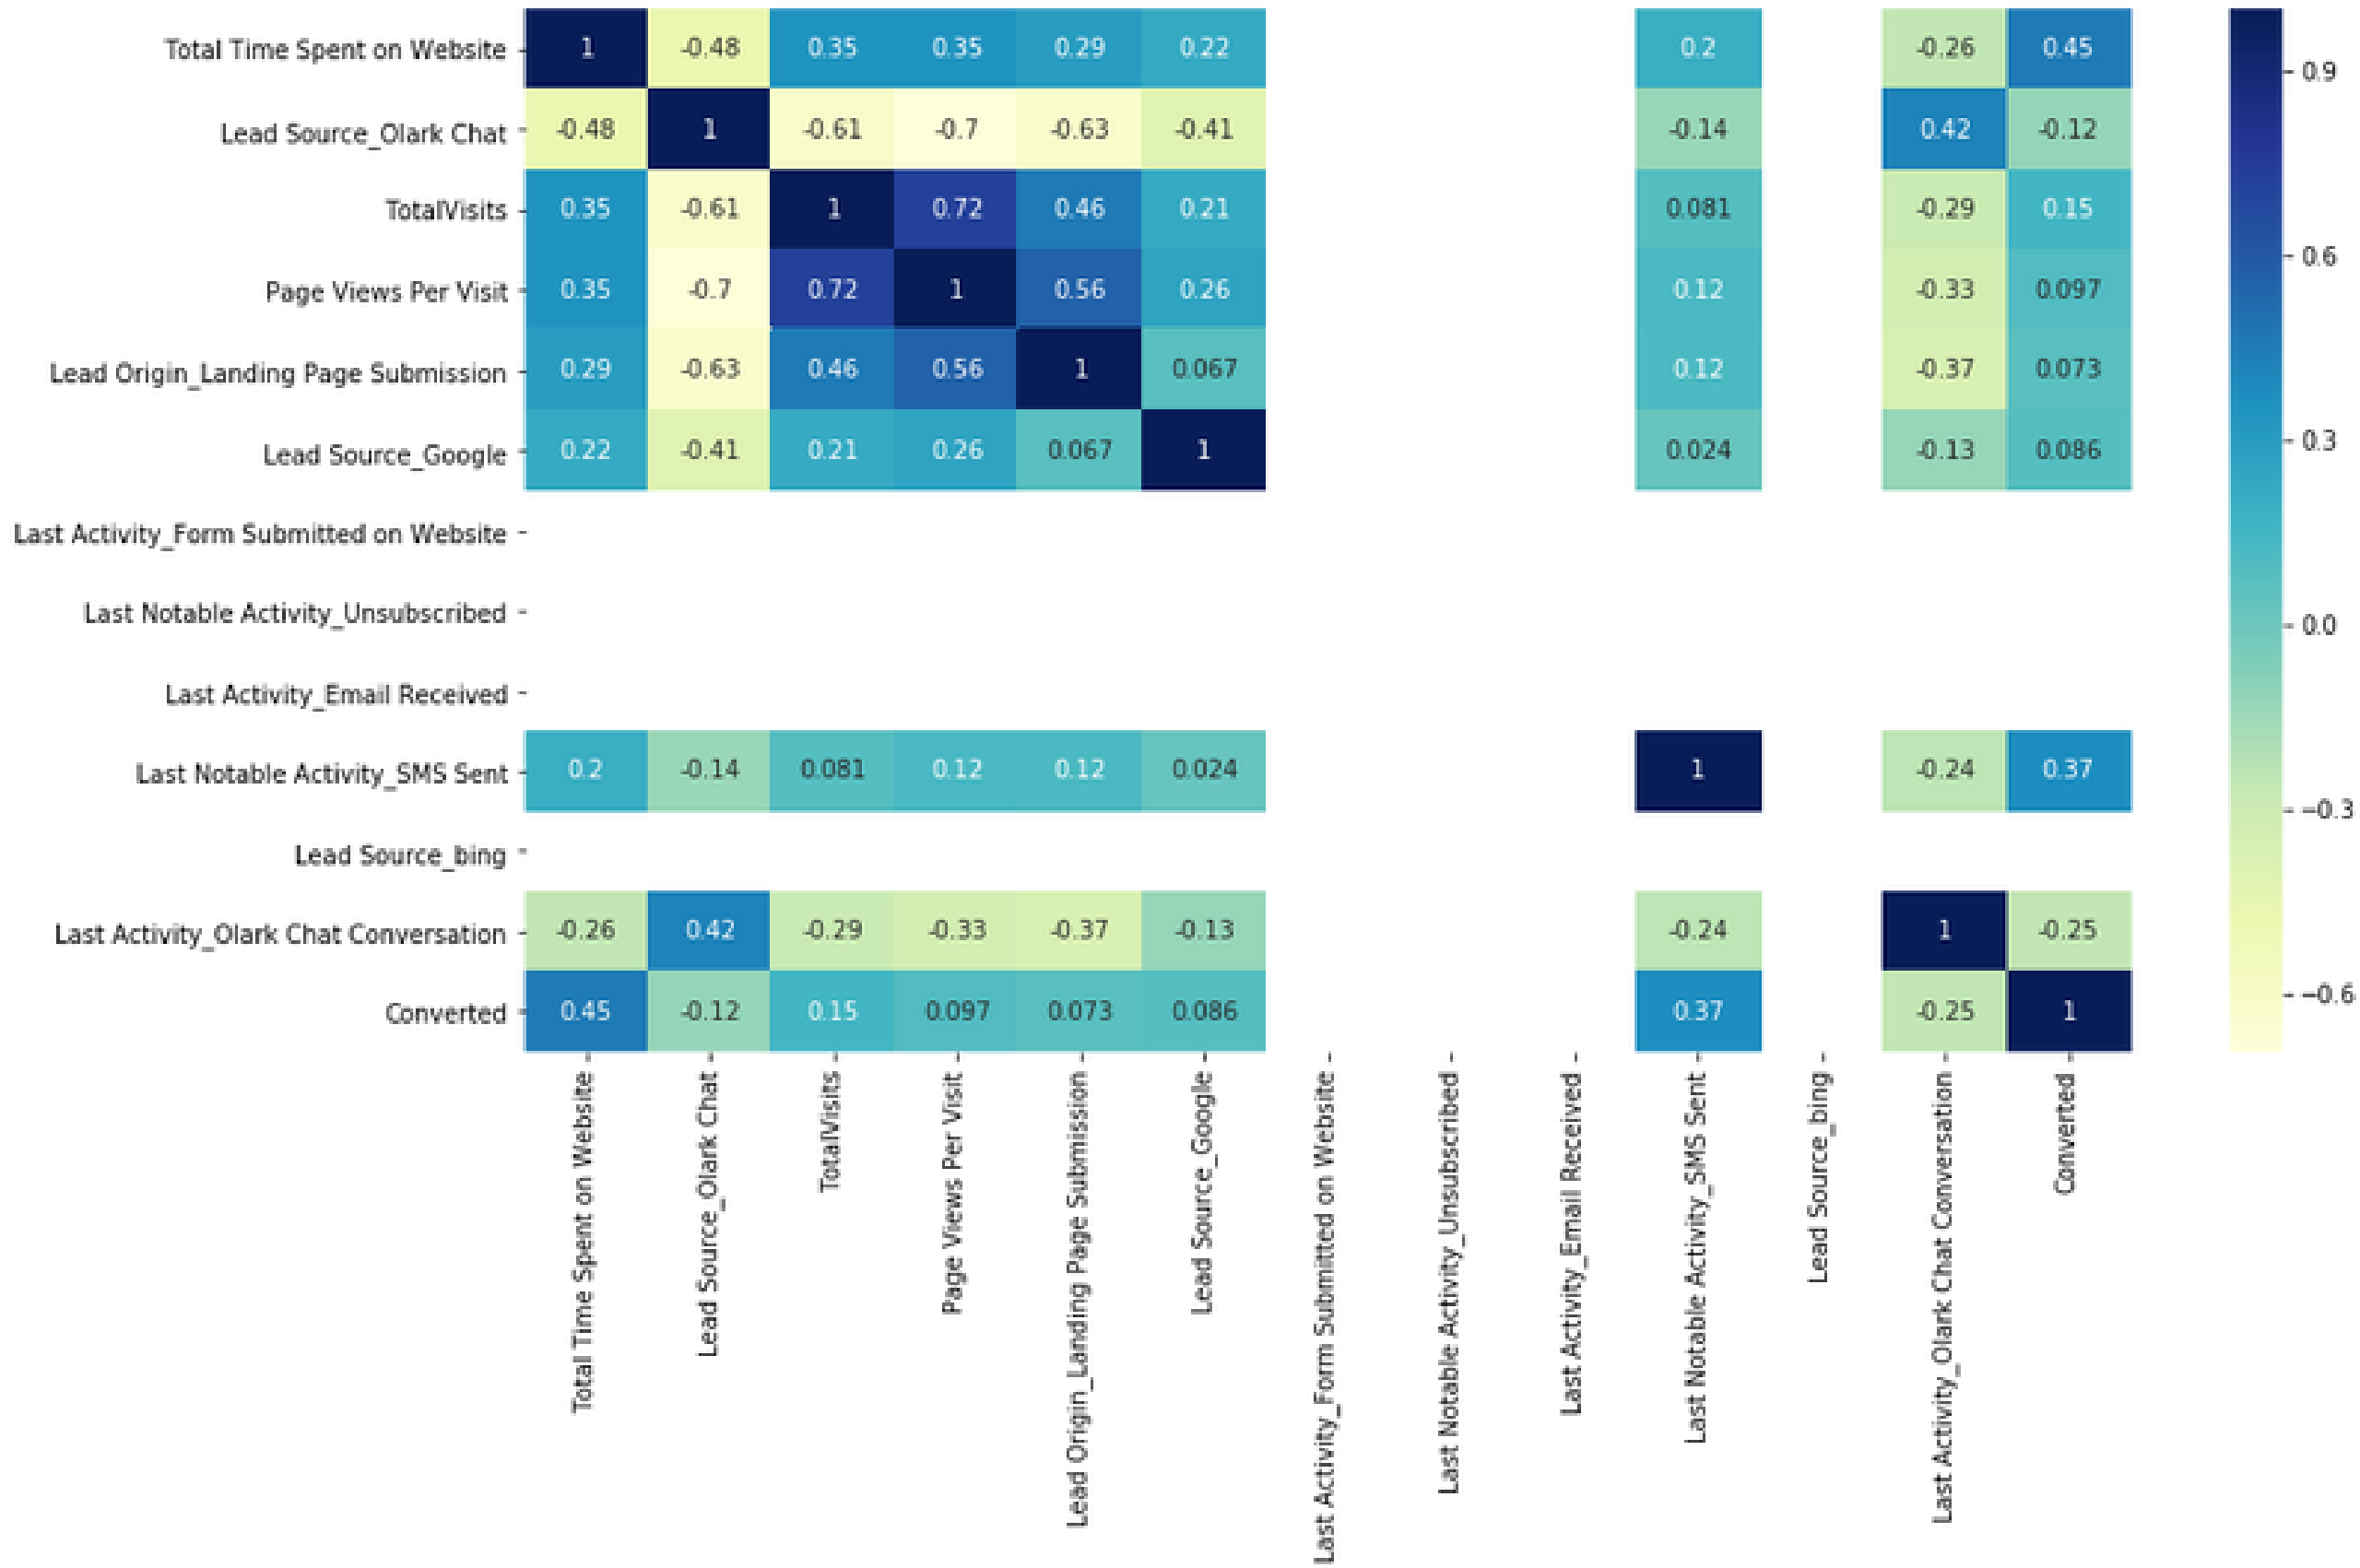 Total Time Spent on Website 1 -0.48 0.35 0.35 0.29 0.22 0.2 -0.26 0.45
Lead Source_Olark Chat -0.48 1 -0.61 -0.7 -0.63 -0.41 -0.14 0.42 -0.12
TotalVisits 0.35 -0.61 1 0.72 0.46 0.21 0.081 -0.29 0.15
Page Views Per Visit 0.35 -0.7 0.72 1 0.56 0.26 0.12 -0.33 0.097
Lead Origin_Landing Page Submission 0.29 -0.63 0.46 0.56 1 0.067 0.12 -0.37 0.073
Lead Source_Google 0.22 -0.41 0.21 0.26 0.067 1 0.024 -0.13 0.086
Last Activity_Form Submitted on Website
Last Notable Activity_Unsubscribed
Last Activity_Email Received
Last Notable Activity_SMS Sent 0.2 -0.14 0.081 0.12 0.12 0.024 1 -0.24 0.37
Lead Source_bing
Last Activity_Olark Chat Conversation -0.26 0.42 -0.29 -0.33 -0.37 -0.13 -0.24 1 -0.25
Converted 0.45 -0.12 0.15 0.097 0.073 0.086 0.37 -0.25 1
Total Time Spent on Website
Lead Source_Olark Chat
TotalVisits
Page Views Per Visit
Lead Origin_Landing Page Submission
Lead Source_Google
Last Activity_Form Submitted on Website
Last Notable Activity_Unsubscribed
Last Activity_Email Received
Last Notable Activity_SMS Sent
Lead Source_bing
Last Activity_Olark Chat Conversation
Converted
0.9
0.6
0.3
0.0
−0.3
−0.6